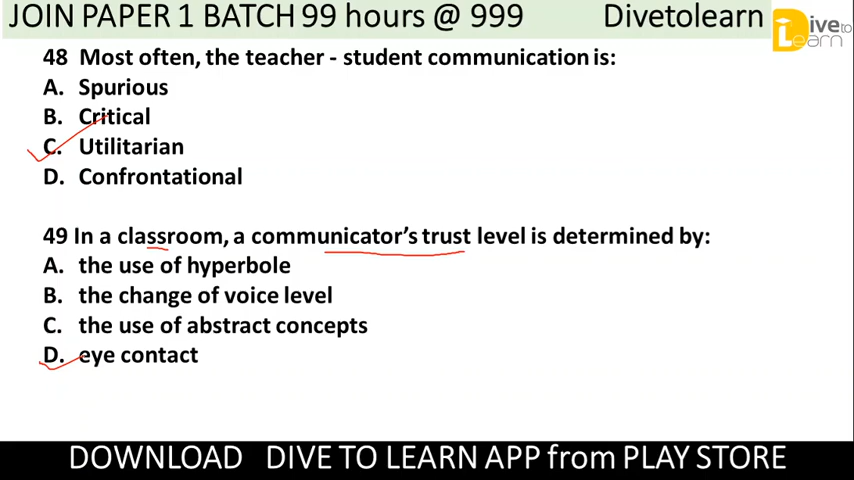 JOIN PAPER 1 BATCH 99 hours @ 999 Divetolearn
Dive to Learn
48 Most often, the teacher - student communication is:
A. Spurious
B. Critical
C. Utilitarian
D. Confrontational
49 In a classroom, a communicator's trust level is determined by:
A. the use of hyperbole
B. the change of voice level
C. the use of abstract concepts
D. eye contact
DOWNLOAD DIVE TO LEARN APP from PLAY STORE